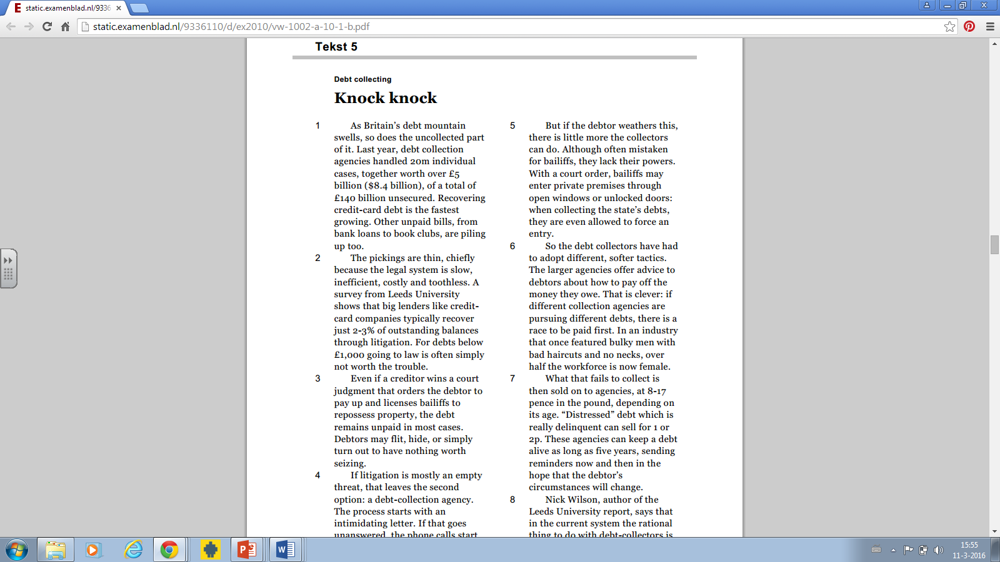 static.examenblad.nl/9336
static.examenblad.nl/9336110/d/ex2010/vw-1002-a-10-1-b.pdf
Tekst 5
Debt collecting
Knock knock
1 As Britain's debt mountain
swells, so does the uncollected part
of it. Last year, debt collection
agencies handled 20m individual
cases, together worth over £5
billion ($8.4 billion), of a total of
£140 billion unsecured. Recovering
credit-card debt is the fastest
growing. Other unpaid bills, from
bank loans to book clubs, are piling
up too.
2 The pickings are thin, chiefly
because the legal system is slow,
inefficient, costly and toothless. A
survey from Leeds University
shows that big lenders like credit-
card companies typically recover
just 2-3% of outstanding balances
through litigation. For debts below
£1,000 going to law is often simply
not worth the trouble.
3 Even if a creditor wins a court
judgment that orders the debtor to
pay up and licenses bailiffs to
repossess property, the debt
remains unpaid in most cases.
Debtors may flit, hide, or simply
turn out to have nothing worth
seizing.
4 If litigation is mostly an empty
threat, that leaves the second
option: a debt-collection agency.
The process starts with an
intimidating letter. If that goes
unanswered, the phone calls start
5 But if the debtor weathers this,
there is little more the collectors
can do. Although often mistaken
for bailiffs, they lack their powers.
With a court order, bailiffs may
enter private premises through
open windows or unlocked doors:
when collecting the state's debts,
they are even allowed to force an
entry.
6 So the debt collectors have had
to adopt different, softer tactics.
The larger agencies offer advice to
debtors about how to pay off the
money they owe. That is clever: if
different collection agencies are
pursuing different debts, there is a
race to be paid first. In an industry
that once featured bulky men with
bad haircuts and no necks, over
half the workforce is now female.
7 What that fails to collect is
then sold on to agencies, at 8-17
pence in the pound, depending on
its age. “Distressed” debt which is
really delinquent can sell for 1 or
2p. These agencies can keep a debt
alive as long as five years, sending
reminders now and then in the
hope that the debtor's
circumstances will change.
8 Nick Wilson, author of the
Leeds University report, says that
in the current system the rational
thing to do with debt-collectors is
15:55
11-3-2016